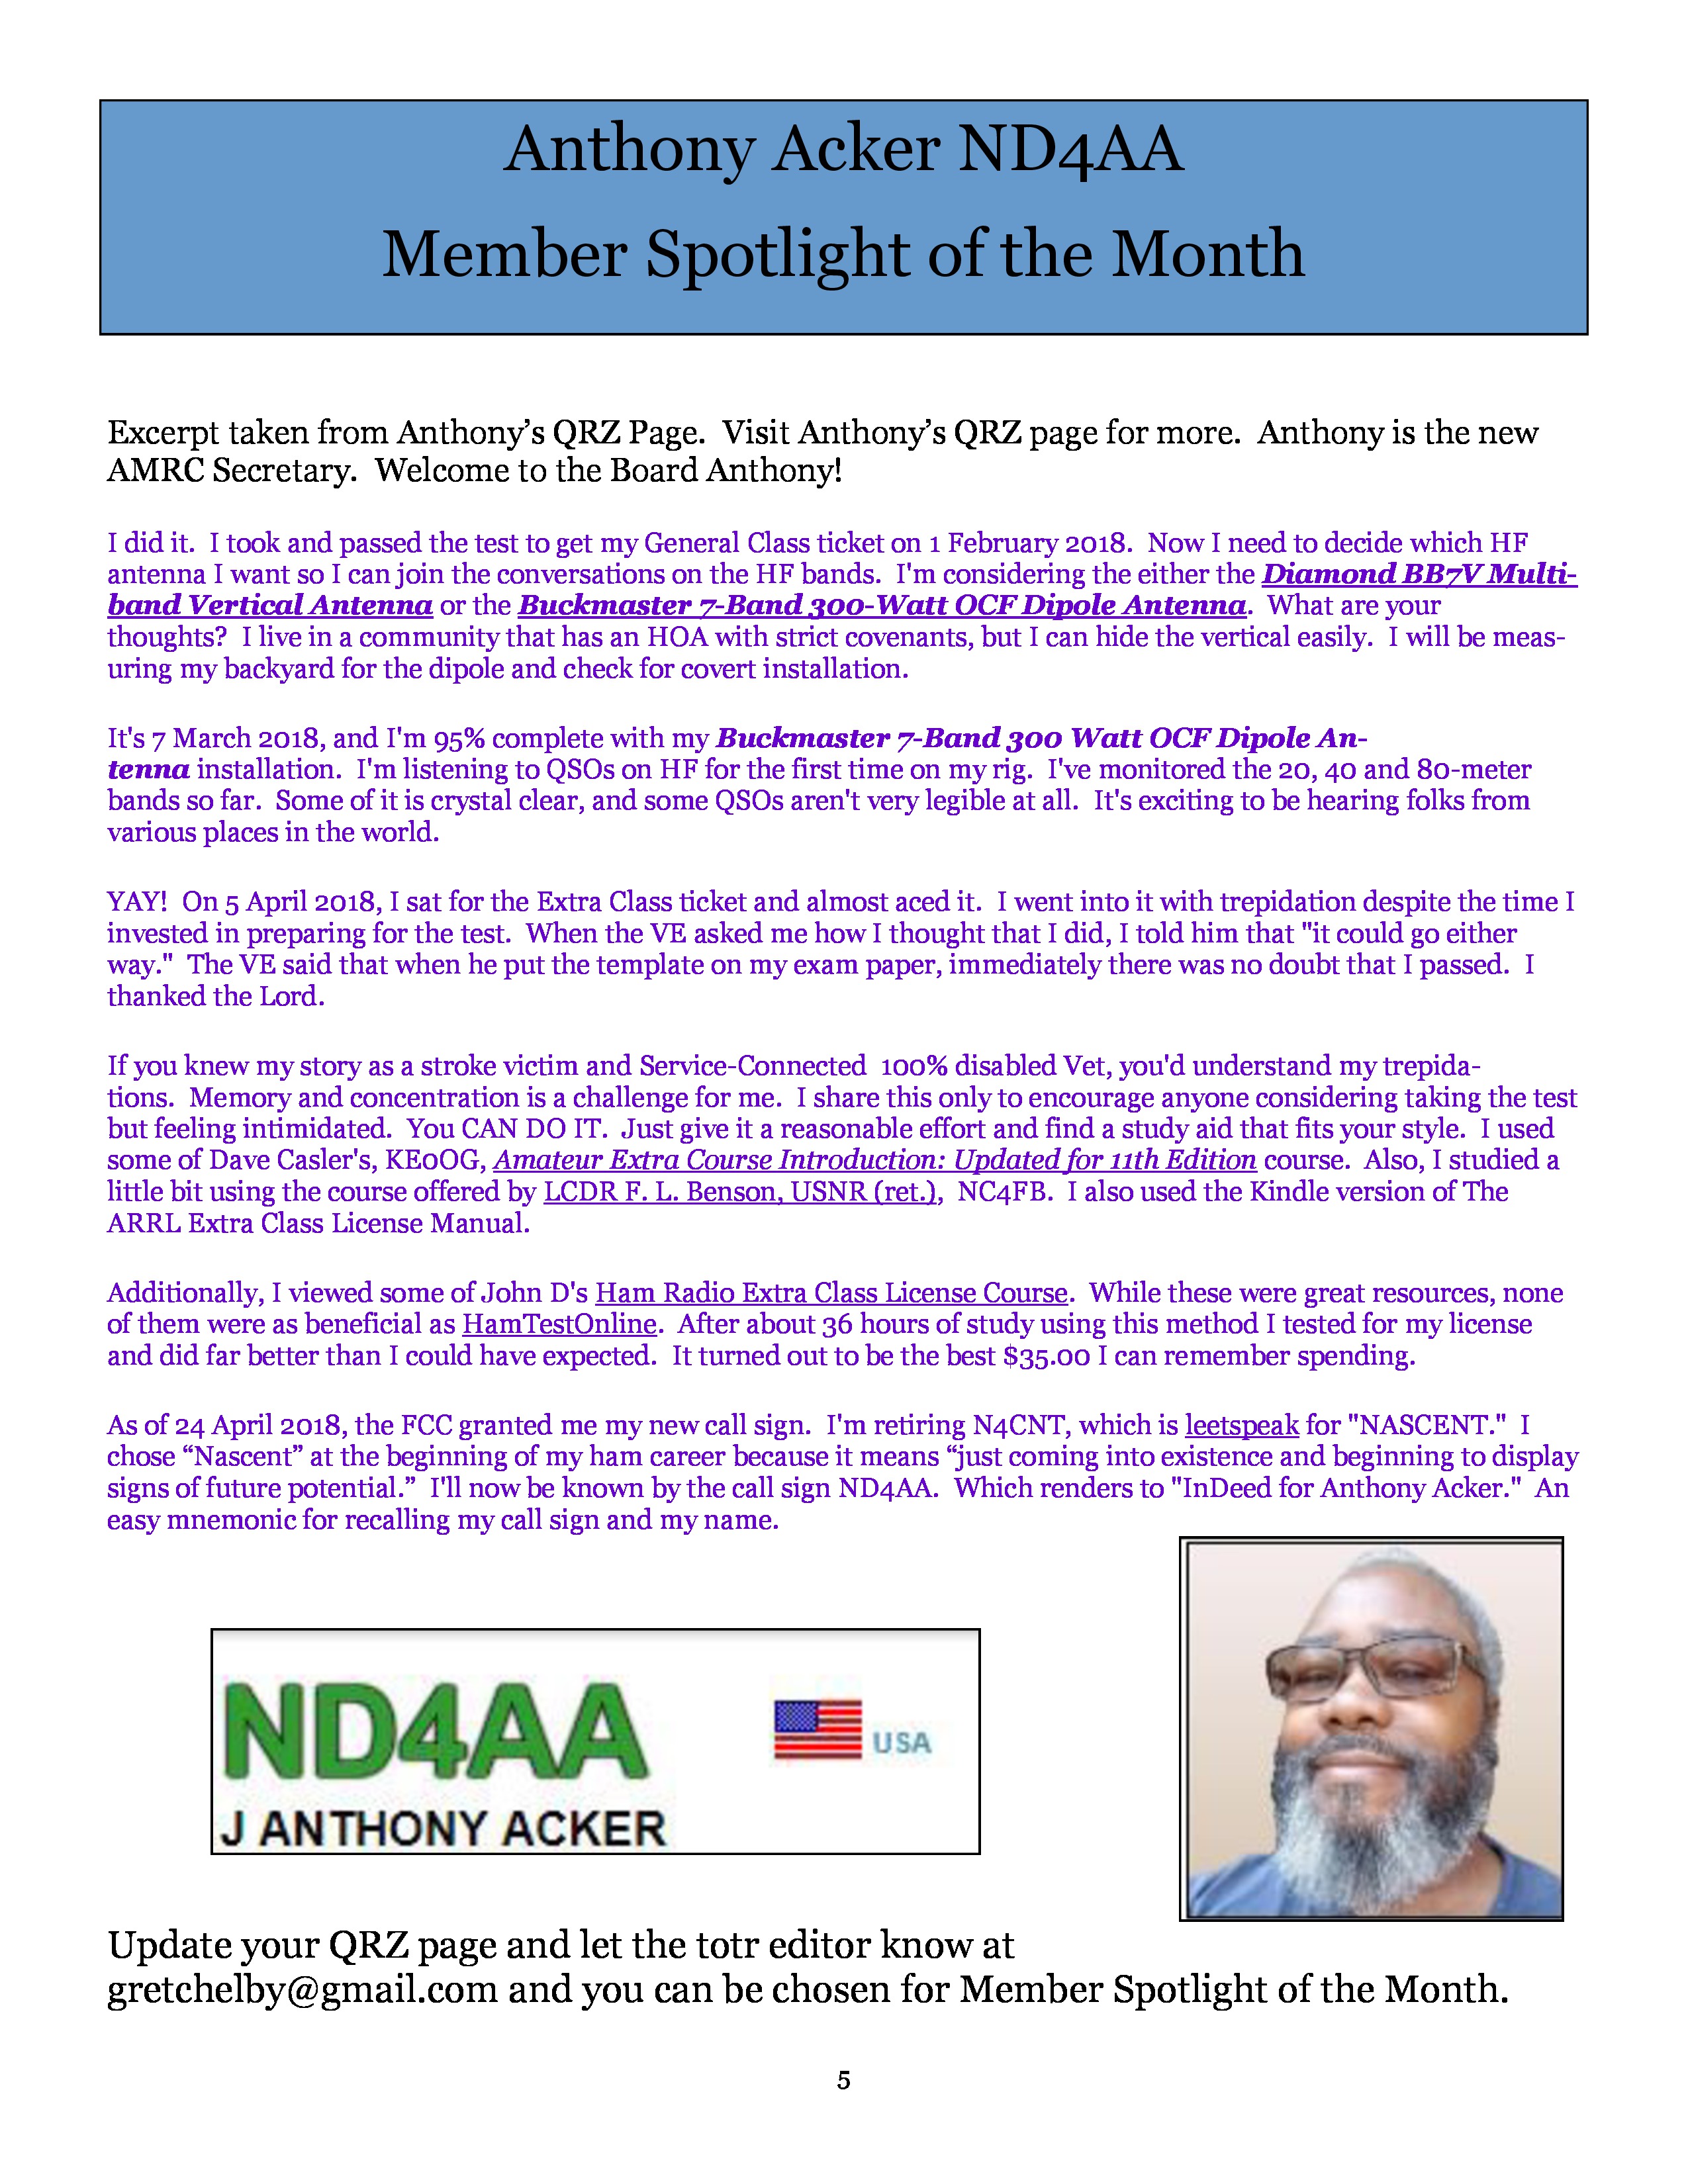 Anthony Acker ND4AA
Member Spotlight of the Month
Excerpt taken from Anthony’s QRZ Page.  Visit Anthony’s QRZ page for more.  Anthony is the new
AMRC Secretary.  Welcome to the Board Anthony!
I did it.  I took and passed the test to get my General Class ticket on 1 February 2018.  Now I need to decide which HF
antenna I want so I can join the conversations on the HF bands.  I'm considering the either the Diamond BB7V Multi-
band Vertical Antenna or the Buckmaster 7-Band 300-Watt OCF Dipole Antenna.  What are your
thoughts?  I live in a community that has an HOA with strict covenants, but I can hide the vertical easily.  I will be meas-
uring my backyard for the dipole and check for covert installation.
It's 7 March 2018, and I'm 95% complete with my Buckmaster 7-Band 300 Watt OCF Dipole An-
tenna installation.  I'm listening to QSOs on HF for the first time on my rig.  I've monitored the 20, 40 and 80-meter
bands so far.  Some of it is crystal clear, and some QSOs aren't very legible at all.  It's exciting to be hearing folks from
various places in the world.
YAY!  On 5 April 2018, I sat for the Extra Class ticket and almost aced it.  I went into it with trepidation despite the time I
invested in preparing for the test.  When the VE asked me how I thought that I did, I told him that "it could go either
way."  The VE said that when he put the template on my exam paper, immediately there was no doubt that I passed.  I
thanked the Lord.
If you knew my story as a stroke victim and Service-Connected  100% disabled Vet, you'd understand my trepida-
tions.  Memory and concentration is a challenge for me.  I share this only to encourage anyone considering taking the test
but feeling intimidated.  You CAN DO IT.  Just give it a reasonable effort and find a study aid that fits your style.  I used
some of Dave Casler's, KE0OG, Amateur Extra Course Introduction: Updated for 11th Edition course.  Also, I studied a
little bit using the course offered by LCDR F. L. Benson, USNR (ret.),  NC4FB.  I also used the Kindle version of The
ARRL Extra Class License Manual.
Additionally, I viewed some of John D's Ham Radio Extra Class License Course.  While these were great resources, none
of them were as beneficial as HamTestOnline.  After about 36 hours of study using this method I tested for my license
and did far better than I could have expected.  It turned out to be the best $35.00 I can remember spending.
As of 24 April 2018, the FCC granted me my new call sign.  I'm retiring N4CNT, which is leetspeak for "NASCENT."  I
chose “Nascent” at the beginning of my ham career because it means “just coming into existence and beginning to display
signs of future potential.”  I'll now be known by the call sign ND4AA.  Which renders to "InDeed for Anthony Acker."  An
easy mnemonic for recalling my call sign and my name.
ND4AA
USA
J ANTHONY ACKER
Update your QRZ page and let the totr editor know at
gretchelby@gmail.com and you can be chosen for Member Spotlight of the Month.
5